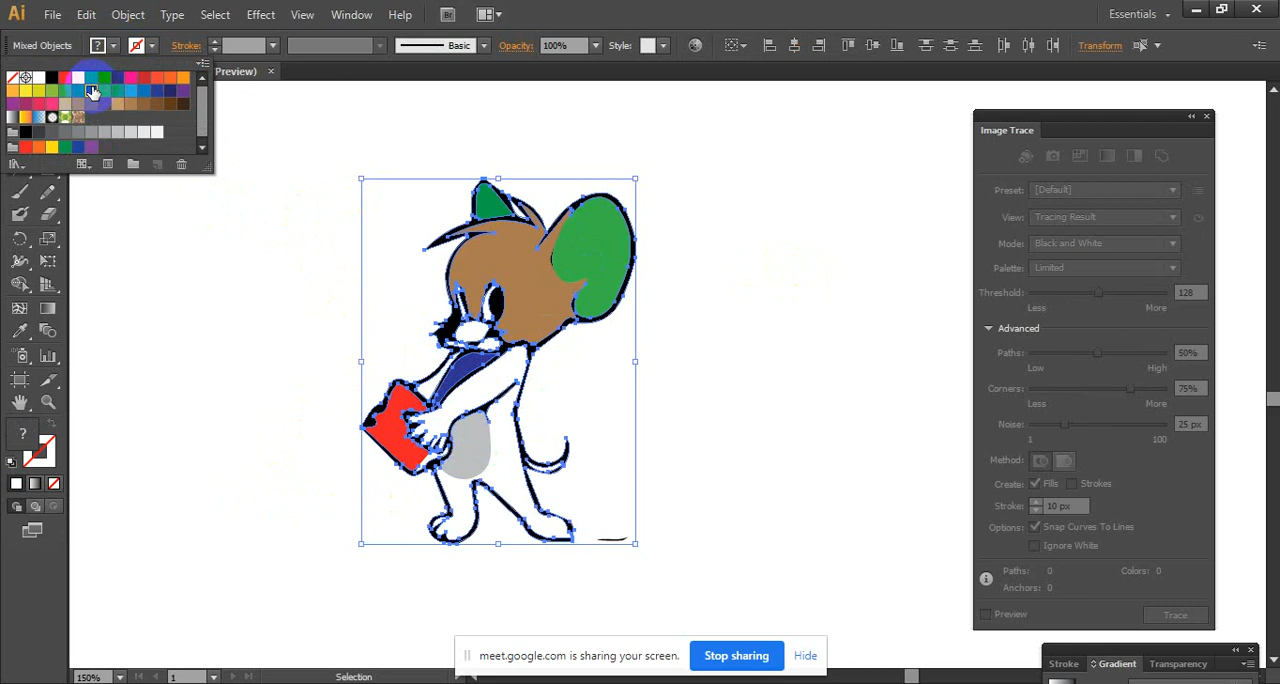 Ai File Edit Object Type Select Effect View Window Help Br Essentials
Mixed Objects ? Stroke: Basic Opacity: 100% Style: Transform
Preview) ×
Image Trace
Preset: [Default]
View: Tracing Result
Mode: Black and White
Palette: Limited
Threshold: 128
Less More
Advanced
Paths: 50%
Low High
Corners: 75%
Less More
Noise: 25 px
1 100
Method:
Create: Fills Strokes
Stroke: 10 px
Options: Snap Curves To Lines
Ignore White
Paths: 0 Colors: 0
Anchors: 0
Preview Trace
?
meet.google.com is sharing your screen. Stop sharing Hide
Stroke Gradient Transparency
150% 1 Selection